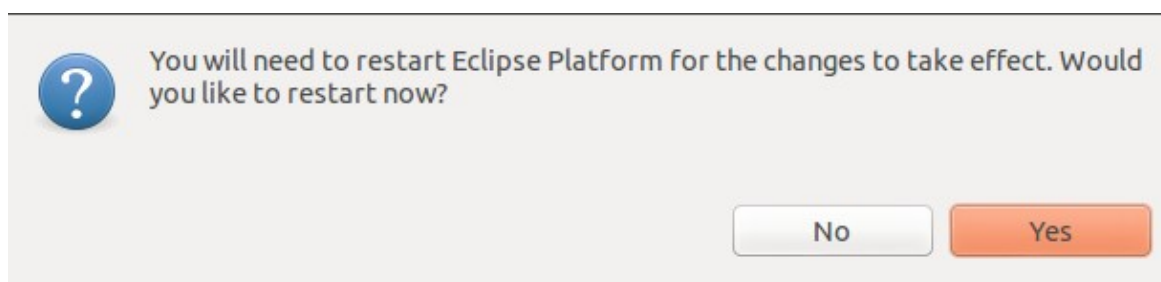 You will need to restart Eclipse Platform for the changes to take effect. Would
you like to restart now?
No
Yes